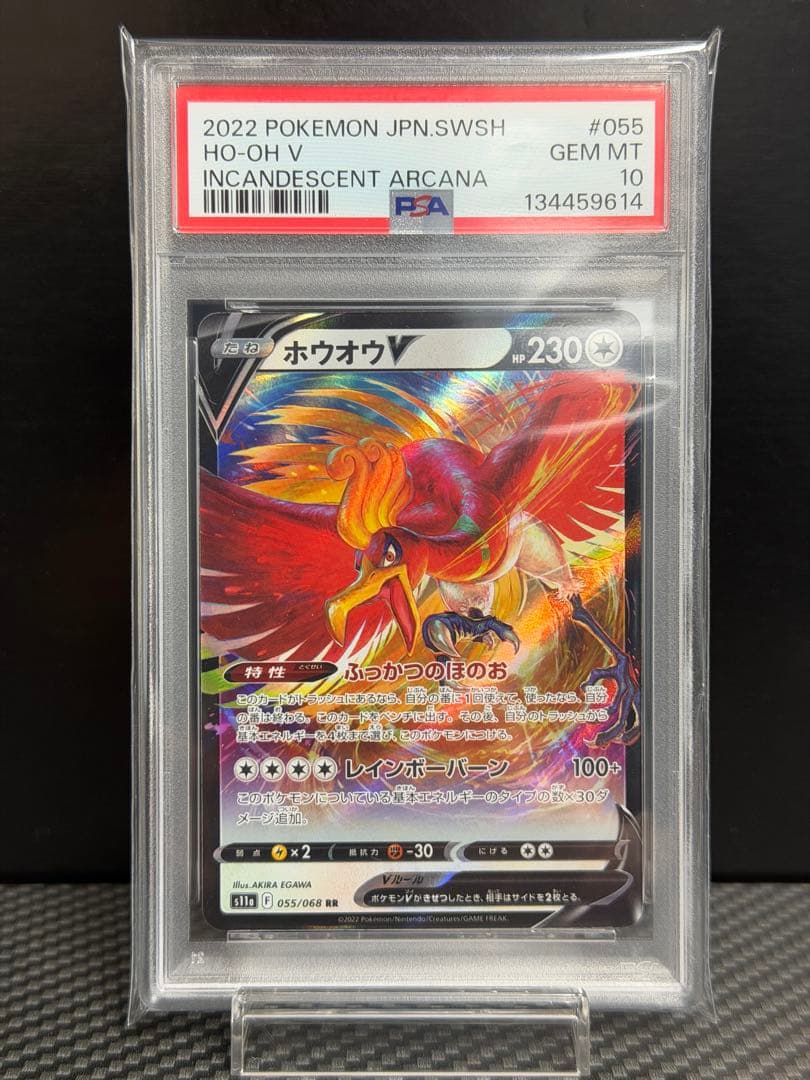 2022 POKEMON JPN.SWSH #055
HO-OH V GEM MT
INCANDESCENT ARCANA 10
PSA 134459614
たね ホウオウV HP 230
特性 とくせい ふっかつのほのお
このカードがトラッシュにあるなら、自分の番に1回使えて、使ったなら、自分
の番は終わる。このカードをベンチに出す。その後、自分のトラッシュから
基本エネルギーを4枚まで選び、このポケモンにつける。
レインボーバーン 100+
このポケモンについている基本エネルギーのタイプの数×30ダ
メージ追加。
弱点 ×2 抵抗力 -30 にげる
Illus. AKIRA EGAWA
Vルール
s11a F 055/068 RR
ポケモンVがきぜつしたとき、相手はサイドを2枚とる。
©2022 Pokémon/Nintendo/Creatures/GAME FREAK.